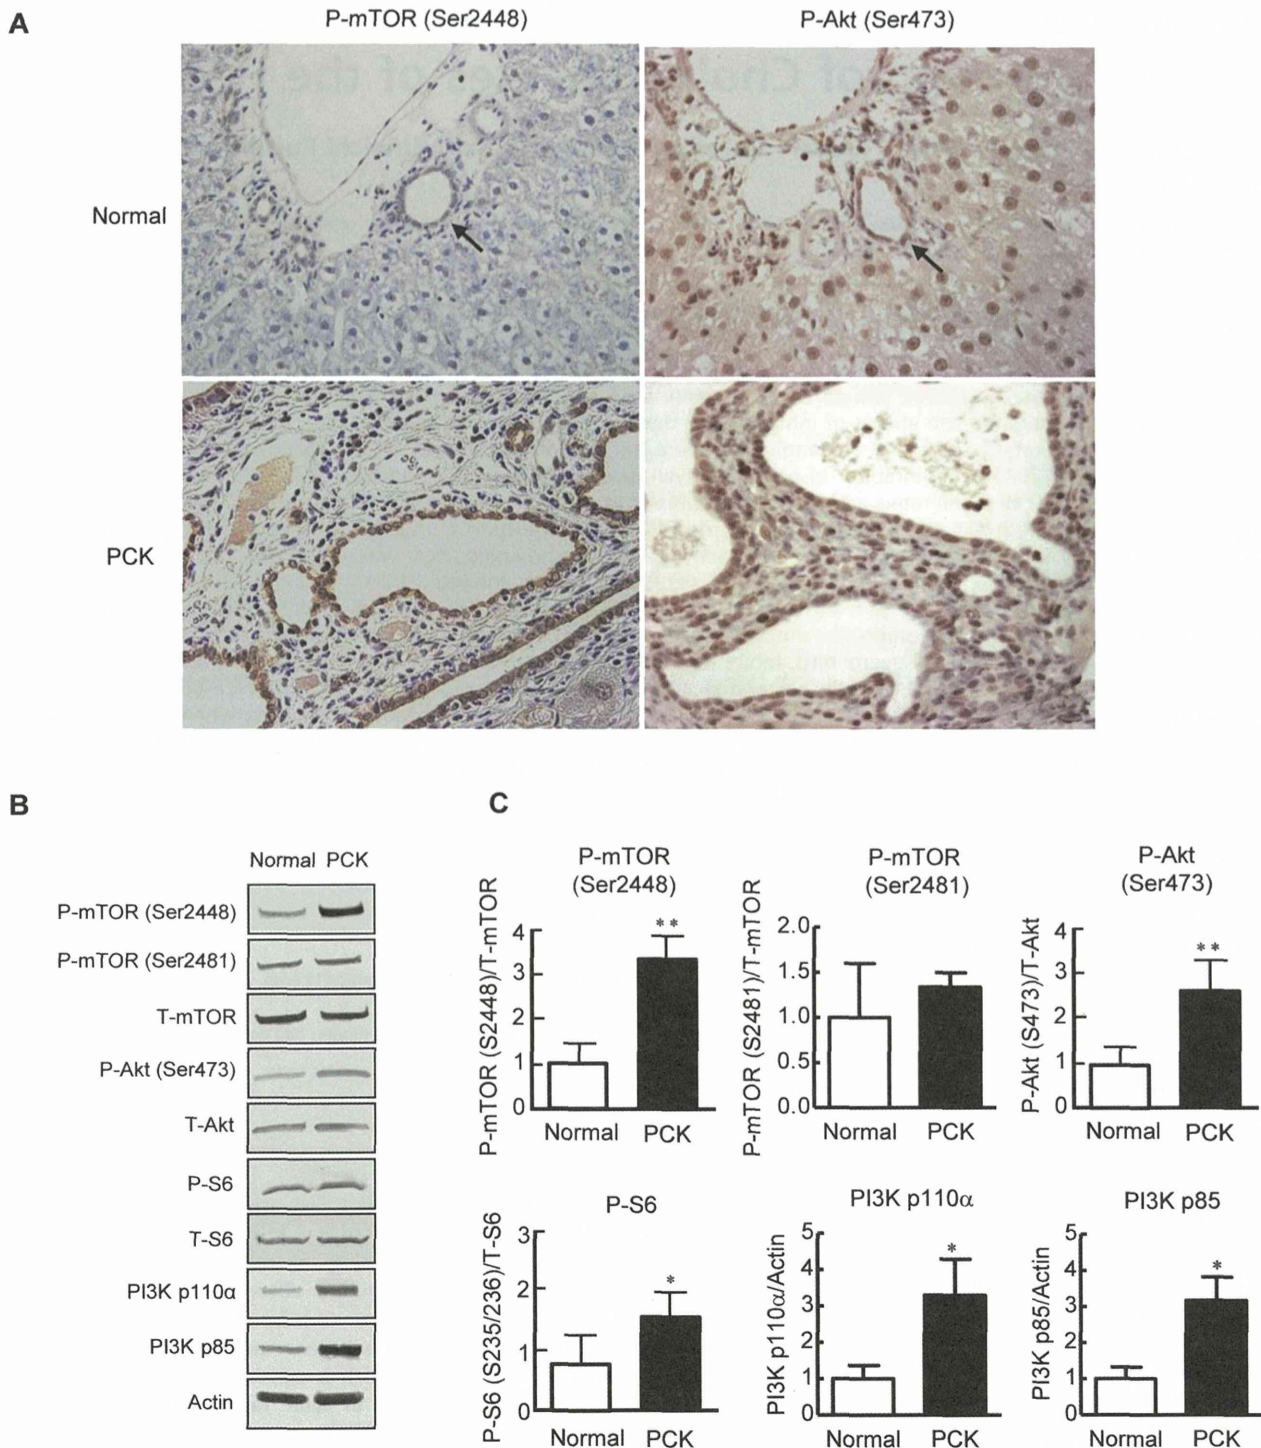 A
P-mTOR (Ser2448)
P-Akt (Ser473)
of Cho
e of the
Normal
PCK
B
Normal PCK
P-mTOR (Ser2448)
P-mTOR (Ser2481)
T-mTOR
P-Akt (Ser473)
T-Akt
P-S6
T-S6
PI3K p110α
PI3K p85
Actin
C
P-mTOR
(Ser2448)
P-mTOR (S2448)/T-mTOR
4
3
2
1
0
**
Normal
PCK
P-mTOR
(Ser2481)
P-mTOR (S2481)/T-mTOR
2.0
1.5
1.0
0.5
0.0
Normal
PCK
P-Akt
(Ser473)
P-Akt (S473)/T-Akt
4
3
2
1
0
**
Normal
PCK
P-S6
P-S6 (S235/236)/T-S6
3
2
1
0
*
Normal
PCK
PI3K p110α
PI3K p110α/Actin
5
4
3
2
1
0
*
Normal
PCK
PI3K p85
PI3K p85/Actin
5
4
3
2
1
0
*
Normal
PCK